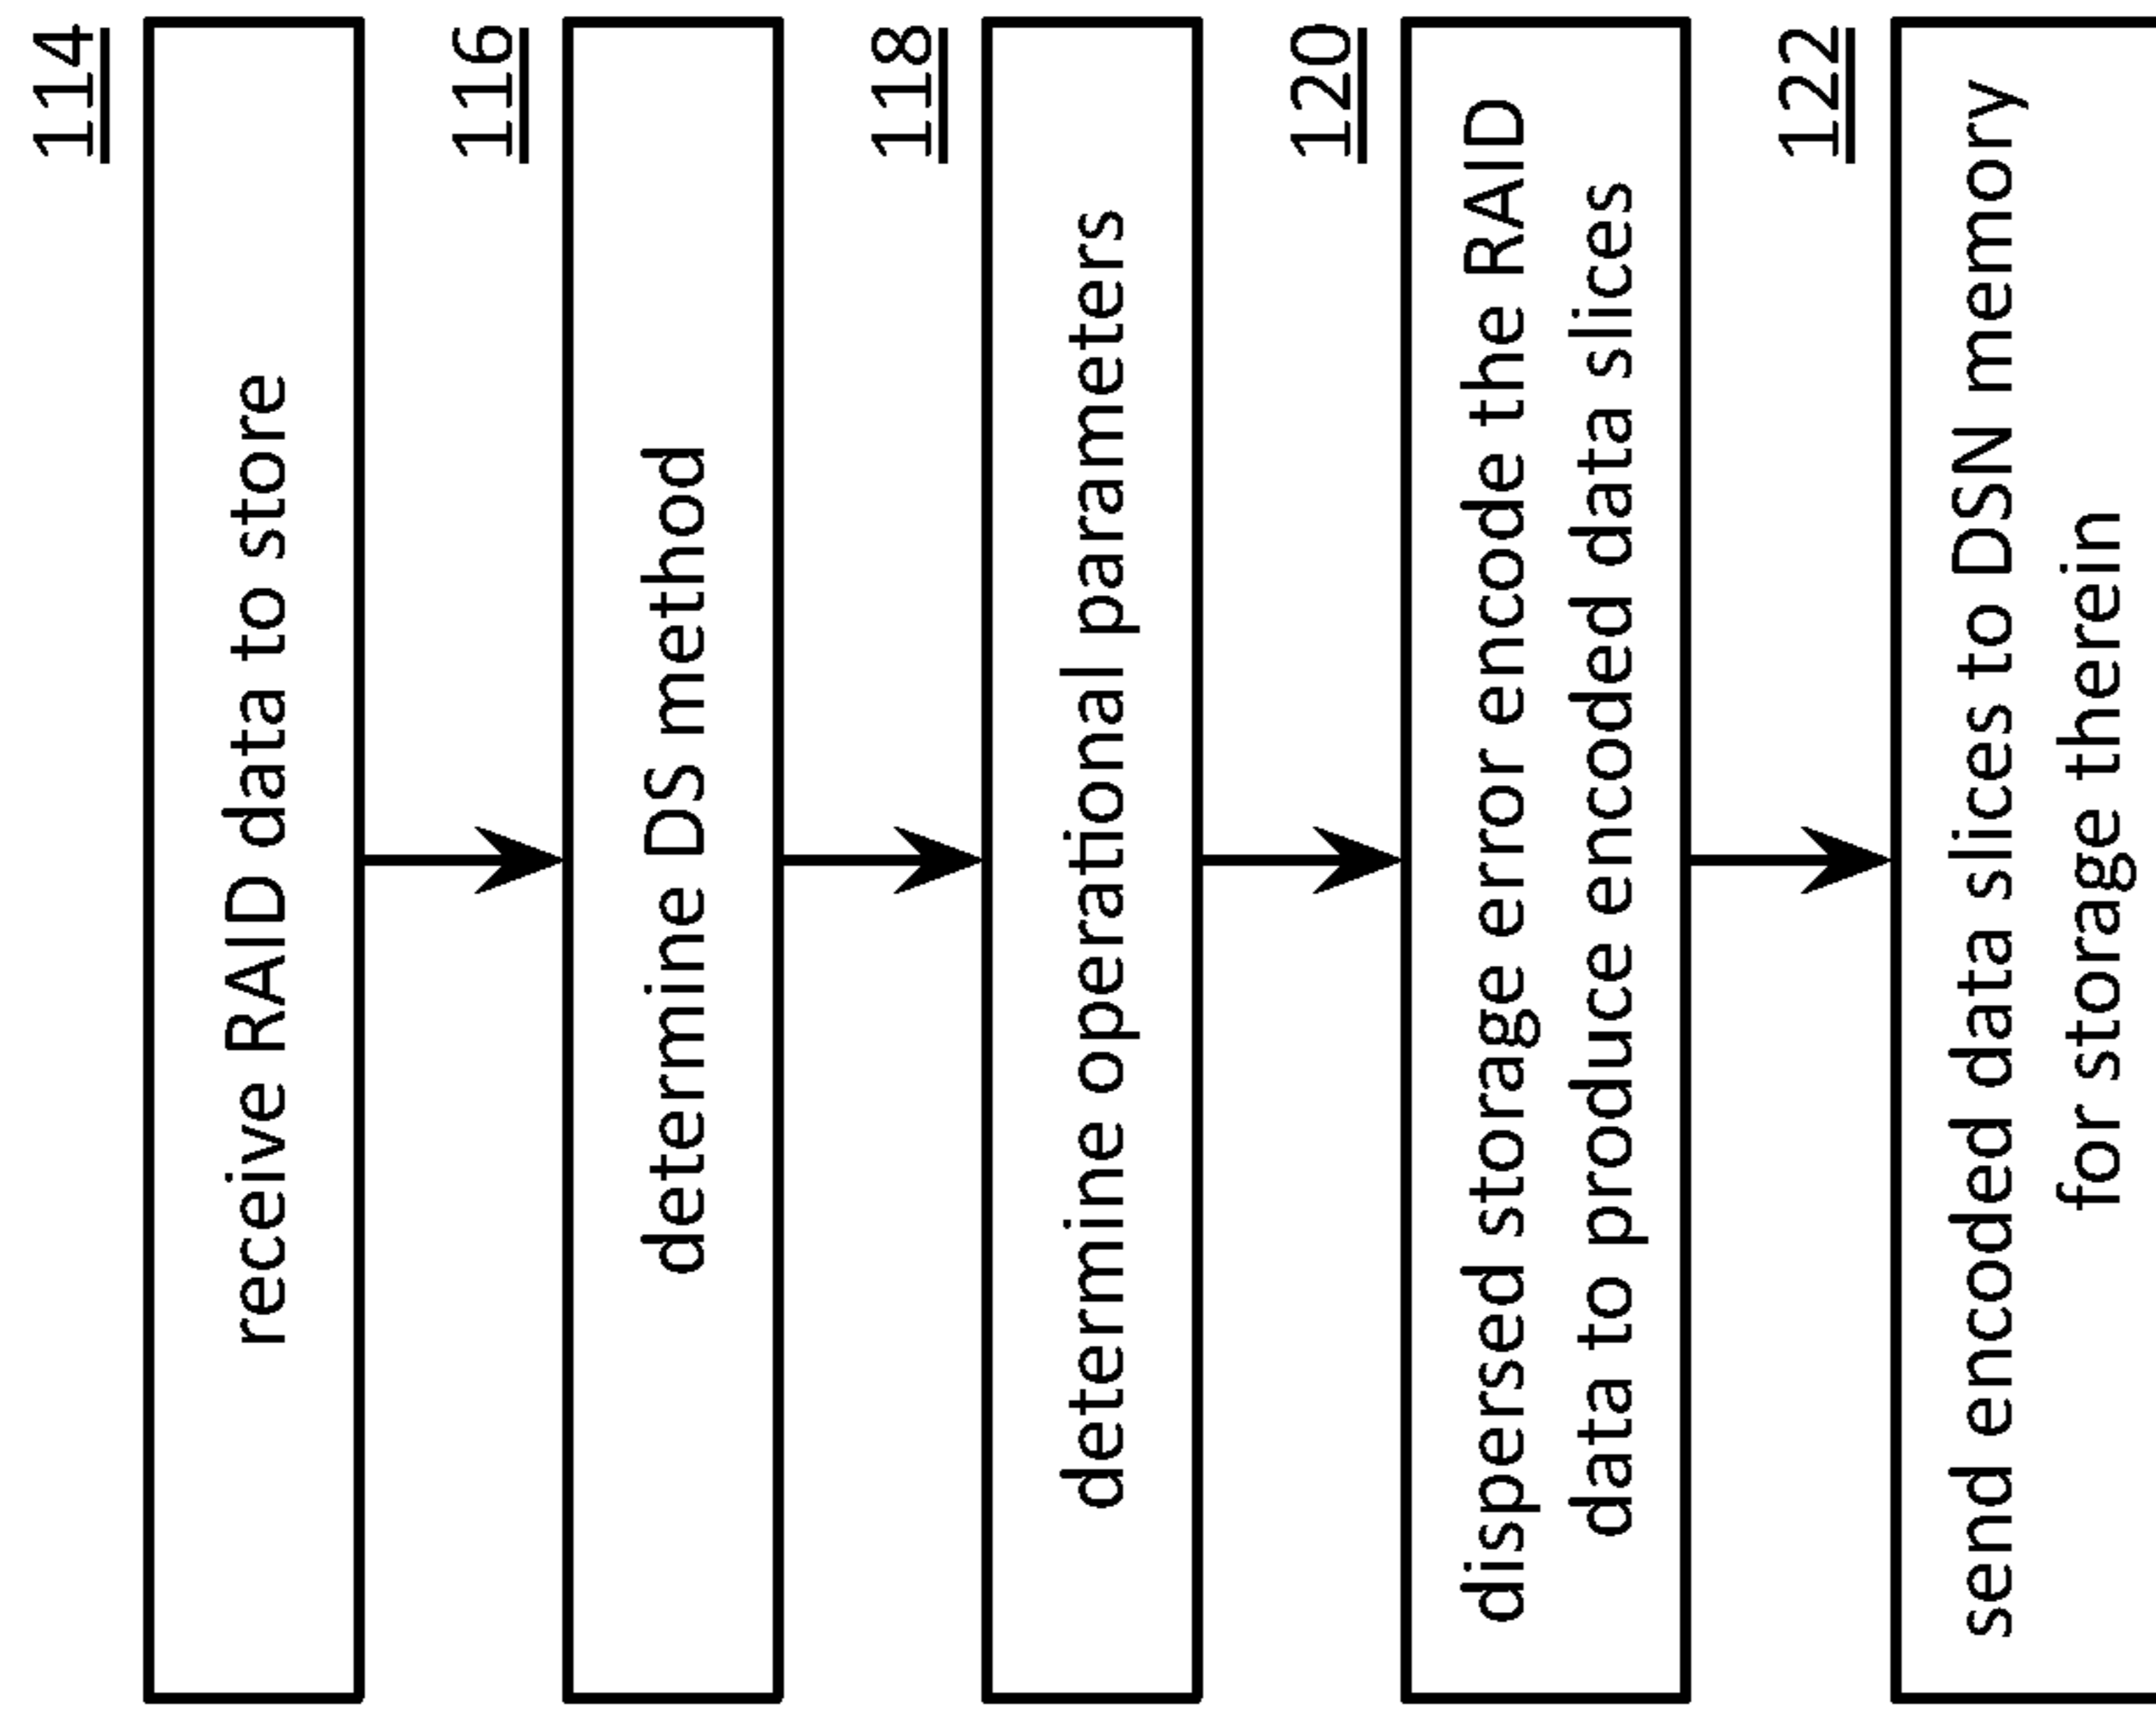 114
receive RAID data to store
116
determine DS method
118
determine operational parameters
120
dispersed storage error encode the RAID
data to produce encoded data slices
122
send encoded data slices to DSN memory
for storage therein